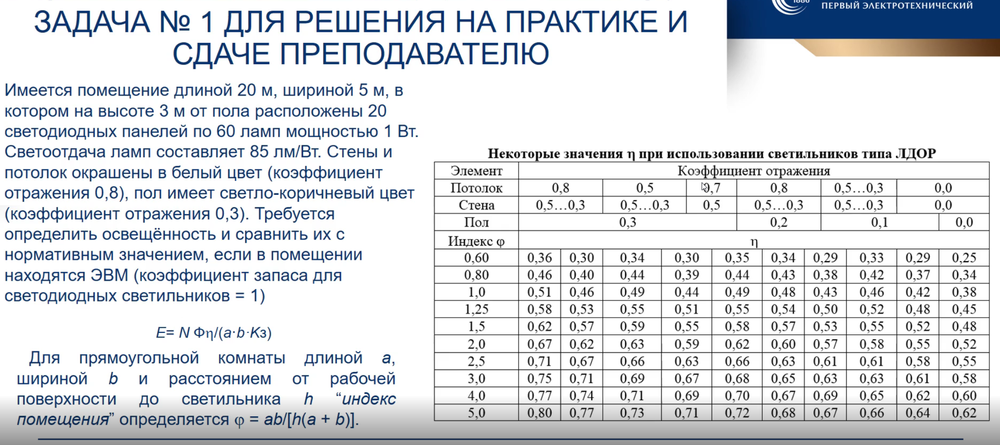 1886
ПЕРВЫЙ ЭЛЕКТРОТЕХНИЧЕСКИЙ
ЗАДАЧА № 1 ДЛЯ РЕШЕНИЯ НА ПРАКТИКЕ И
СДАЧЕ ПРЕПОДАВАТЕЛЮ
Имеется помещение длиной 20 м, шириной 5 м, в
котором на высоте 3 м от пола расположены 20
светодиодных панелей по 60 ламп мощностью 1 Вт.
Светоотдача ламп составляет 85 лм/Вт. Стены и
потолок окрашены в белый цвет (коэффициент
отражения 0,8), пол имеет светло-коричневый цвет
(коэффициент отражения 0,3). Требуется
определить освещённость и сравнить их с
нормативным значением, если в помещении
находятся ЭВМ (коэффициент запаса для
светодиодных светильников = 1)
E= N Фη/(a·b·Kз)
Для прямоугольной комнаты длиной a,
шириной b и расстоянием от рабочей
поверхности до светильника h “индекс
помещения” определяется φ = ab/[h(a + b)].
Некоторые значения η при использовании светильников типа ЛДОР
Элемент Коэффициент отражения
Потолок 0,8 0,5 0,7 0,8 0,5…0,3 0,0
Стена 0,5…0,3 0,5…0,3 0,5 0,5…0,3 0,5…0,3 0,0
Пол 0,3 0,2 0,1 0,0
Индекс φ η
0,60 0,36 0,30 0,34 0,30 0,35 0,34 0,29 0,33 0,29 0,25
0,80 0,46 0,40 0,44 0,39 0,44 0,43 0,38 0,42 0,37 0,34
1,0 0,51 0,46 0,49 0,44 0,49 0,48 0,43 0,46 0,42 0,38
1,25 0,58 0,53 0,55 0,51 0,55 0,54 0,50 0,52 0,48 0,45
1,5 0,62 0,57 0,59 0,55 0,58 0,57 0,53 0,55 0,52 0,48
2,0 0,67 0,62 0,63 0,59 0,62 0,60 0,57 0,58 0,55 0,52
2,5 0,71 0,67 0,66 0,63 0,66 0,63 0,61 0,61 0,58 0,55
3,0 0,75 0,71 0,69 0,67 0,68 0,65 0,63 0,63 0,61 0,58
4,0 0,77 0,74 0,71 0,69 0,70 0,67 0,69 0,65 0,62 0,60
5,0 0,80 0,77 0,73 0,71 0,72 0,68 0,67 0,66 0,64 0,62